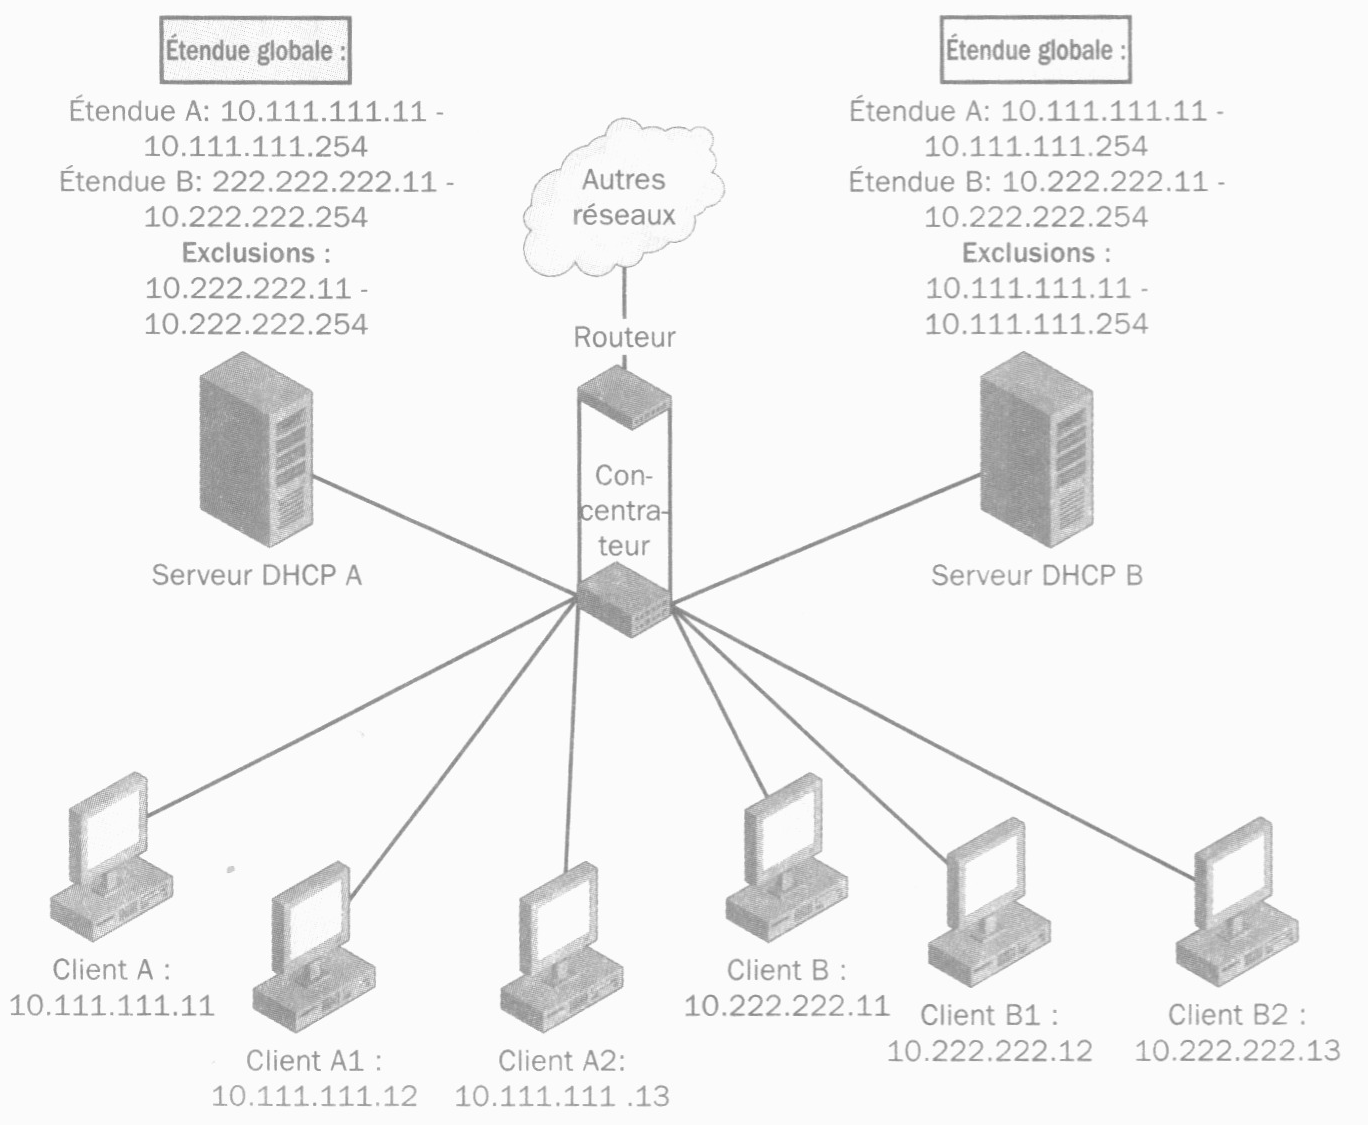 Étendue globale :
Étendue A: 10.111.111.11 -
10.111.111.254
Étendue B: 222.222.222.11 -
10.222.222.254
Exclusions :
10.222.222.11 -
10.222.222.254
Serveur DHCP A
Autres
réseaux
Routeur
Con-
centra-
teur
Étendue globale :
Étendue A: 10.111.111.11 -
10.111.111.254
Étendue B: 10.222.222.11 -
10.222.222.254
Exclusions :
10.111.111.11 -
10.111.111.254
Serveur DHCP B
Client A :
10.111.111.11
Client A1 :
10.111.111.12
Client A2:
10.111.111 .13
Client B :
10.222.222.11
Client B1 :
10.222.222.12
Client B2 :
10.222.222.13